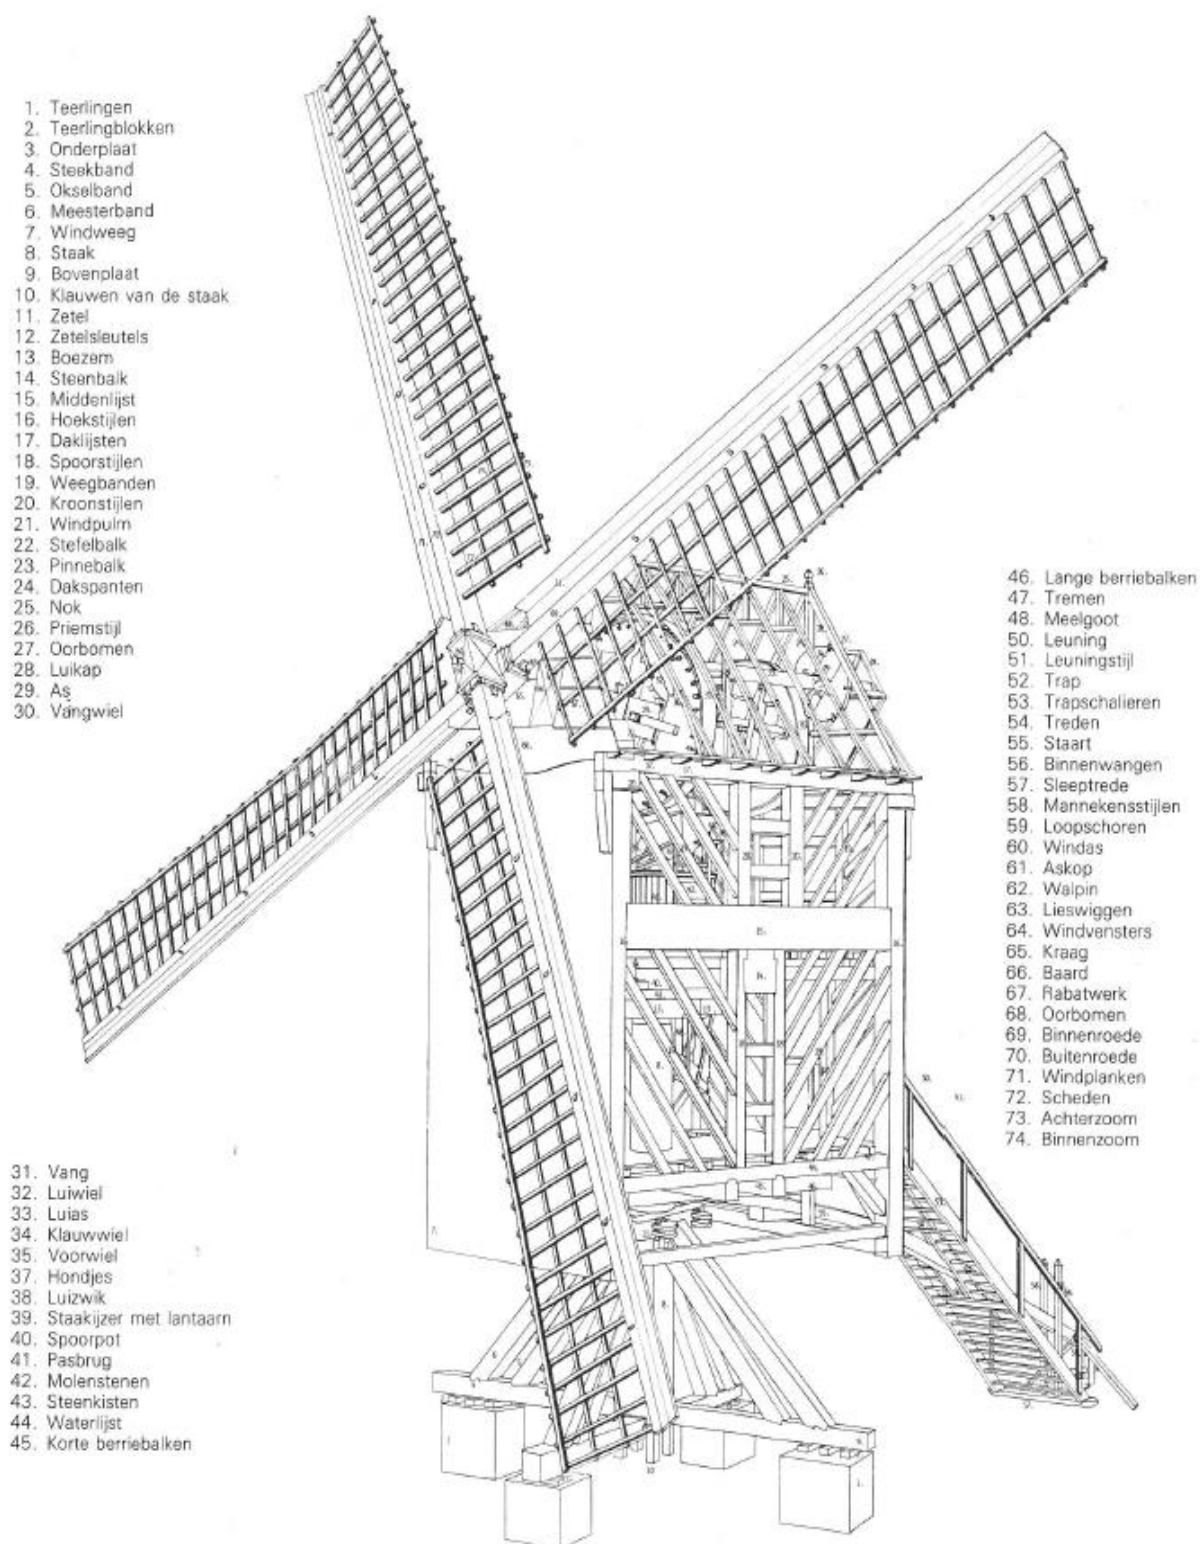 1. Teerlingen
2. Teerlingblokken
3. Onderplaat
4. Steekband
5. Okselband
6. Meesterband
7. Windweeg
8. Staak
9. Bovenplaat
10. Klauwen van de staak
11. Zetel
12. Zetelsleutels
13. Boezem
14. Steenbalk
15. Middenlijst
16. Hoekstijlen
17. Daklijsten
18. Spoorstijlen
19. Weegbanden
20. Kroonstijlen
21. Windpulm
22. Stefelbalk
23. Pinnebalk
24. Dakspanten
25. Nok
26. Priemstijl
27. Oorbomen
28. Luikap
29. As
30. Vangwiel
31. Vang
32. Luiwiel
33. Luias
34. Klauwwiel
35. Voorwiel
37. Hondjes
38. Luizwik
39. Staakijzer met lantaarn
40. Spoorpot
41. Pasbrug
42. Molenstenen
43. Steenkisten
44. Waterlijst
45. Korte berriebalken
46. Lange berriebalken
47. Tremen
48. Meelgoot
50. Leuning
51. Leuningstijl
52. Trap
53. Trapschalieren
54. Treden
55. Staart
56. Binnenwangen
57. Sleeptrede
58. Mannekensstijlen
59. Loopschoren
60. Windas
61. Askop
62. Walpin
63. Lieswiggen
64. Windvensters
65. Kraag
66. Baard
67. Rabatwerk
68. Oorbomen
69. Binnenroede
70. Buitenroede
71. Windplanken
72. Scheden
73. Achterzoom
74. Binnenzoom